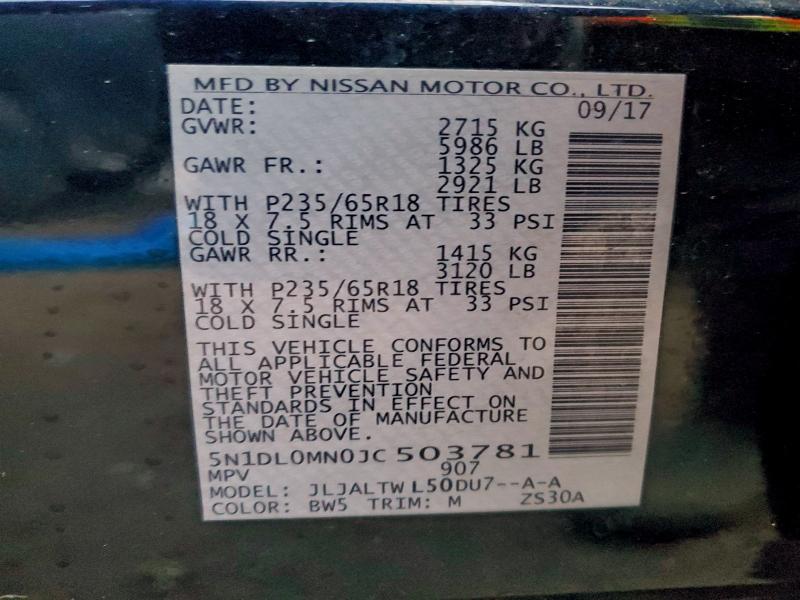 MFD BY NISSAN MOTOR CO., LTD.
DATE: 09/17
GVWR: 2715 KG
5986 LB
GAWR FR.: 1325 KG
2921 LB
WITH P235/65R18 TIRES
18 X 7.5 RIMS AT 33 PSI
COLD SINGLE
GAWR RR.: 1415 KG
3120 LB
WITH P235/65R18 TIRES
18 X 7.5 RIMS AT 33 PSI
COLD SINGLE
THIS VEHICLE CONFORMS TO
ALL APPLICABLE FEDERAL
MOTOR VEHICLE SAFETY AND
THEFT PREVENTION
STANDARDS IN EFFECT ON
THE DATE OF MANUFACTURE
SHOWN ABOVE.
5N1DL0MN0JC503781
MPV 907
MODEL: JLJALTWL50DU7--A-A
COLOR: BW5 TRIM: M ZS30A